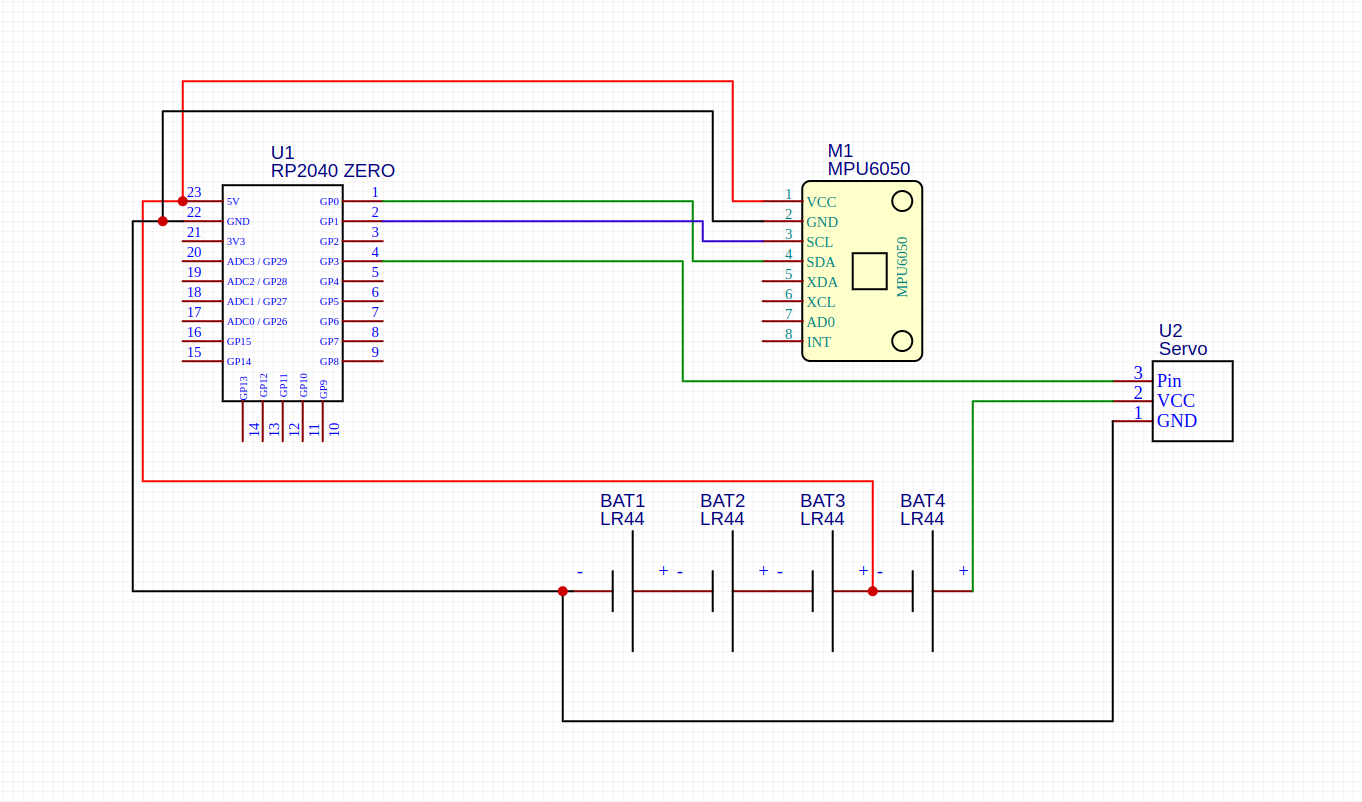 U1
RP2040 ZERO
23 5V GP0 1
22 GND GP1 2
21 3V3 GP2 3
20 ADC3 / GP29 GP3 4
19 ADC2 / GP28 GP4 5
18 ADC1 / GP27 GP5 6
17 ADC0 / GP26 GP6 7
16 GP15 GP7 8
15 GP14 GP8 9
GP13 GP12 GP11 GP10 GP9
14 13 12 11 10
M1
MPU6050
1 VCC
2 GND
3 SCL
4 SDA
5 XDA
6 XCL
7 AD0
8 INT
MPU6050
U2
Servo
3 Pin
2 VCC
1 GND
BAT1 BAT2 BAT3 BAT4
LR44 LR44 LR44 LR44
- + - + - + - +